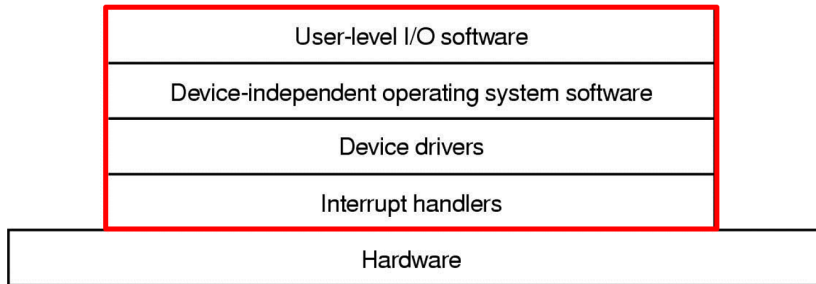 User-level I/O software
Device-independent operating system software
Device drivers
Interrupt handlers
Hardware